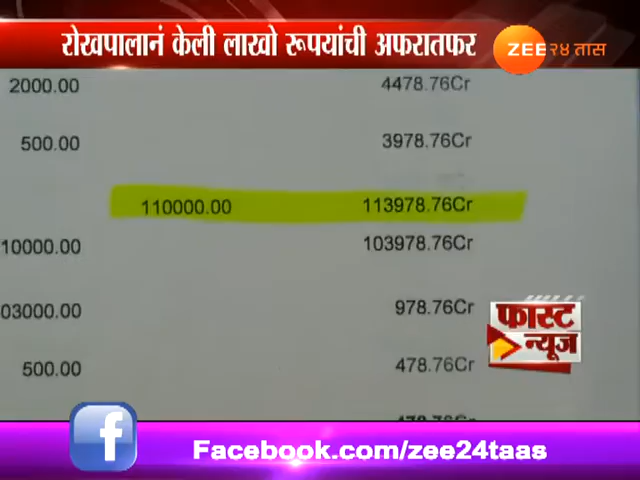 रोखपालानं केली लाखो रूपयांची अफरातफर
ZEE २४ तास
2000.00 4478.76Cr
500.00 3978.76Cr
110000.00 113978.76Cr
10000.00 103978.76Cr
03000.00 978.76Cr
फास्ट
न्यूज
500.00 478.76Cr
f
Facebook.com/zee24taas